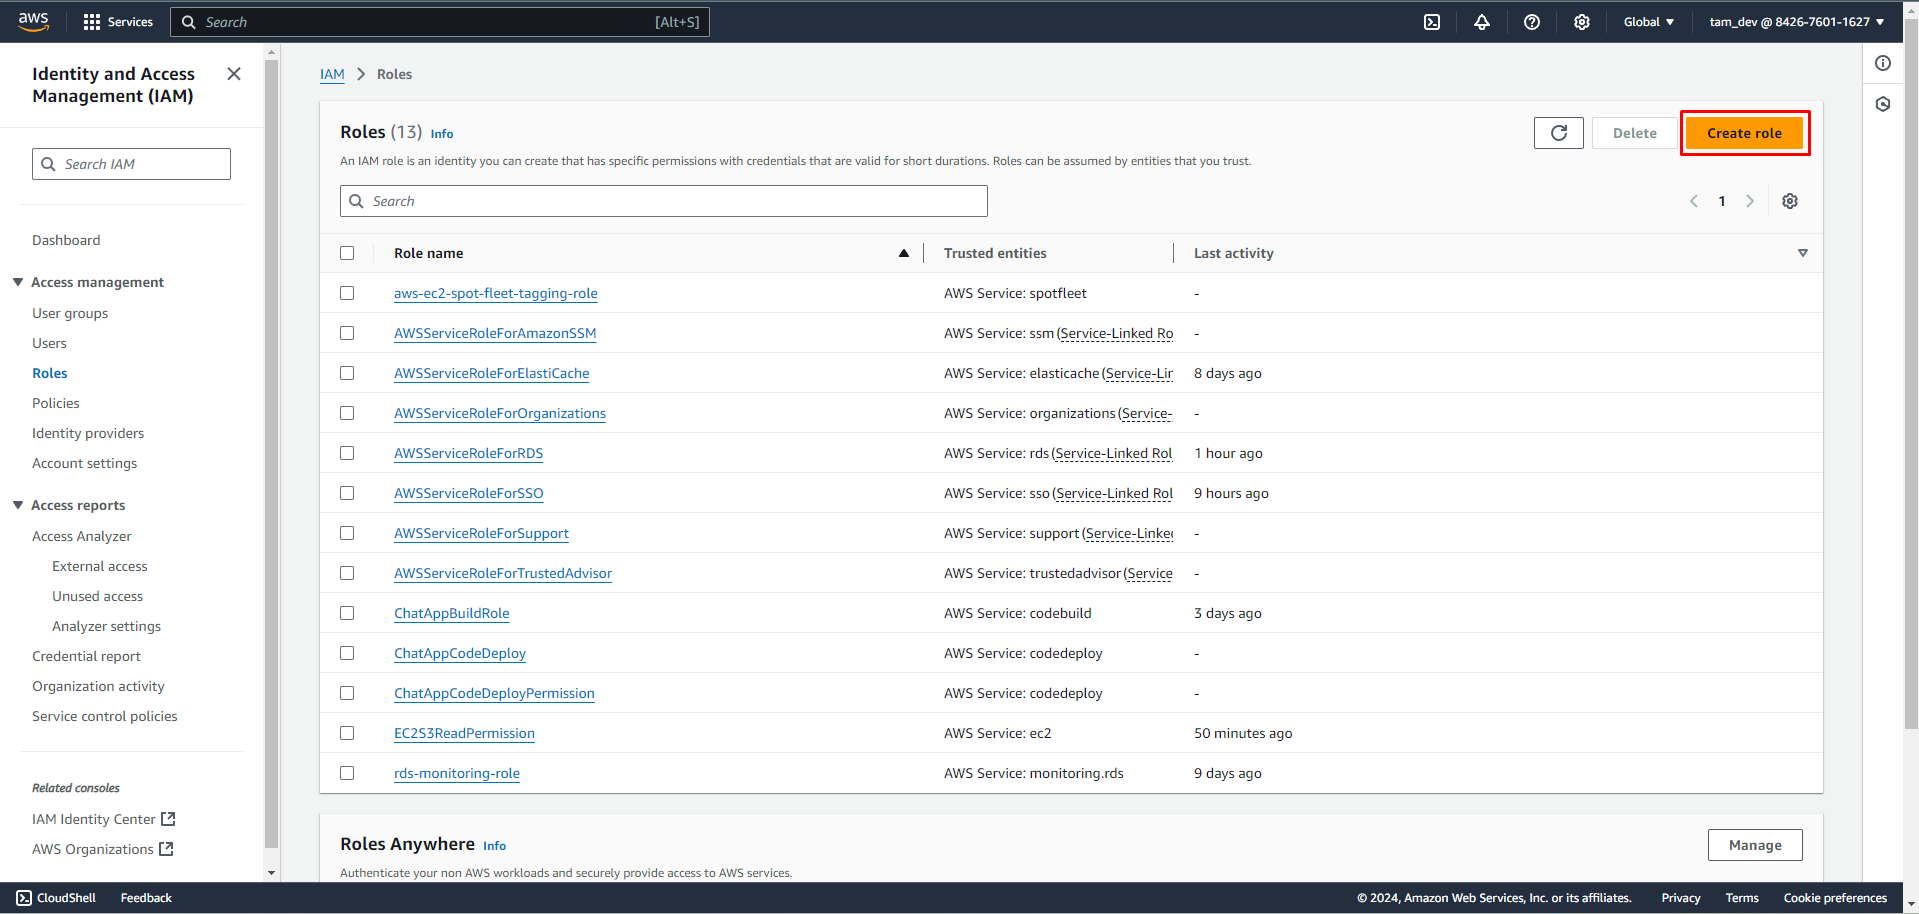 aws
Services
Search
[Alt+S]
Global
tam_dev @ 8426-7601-1627
Identity and Access
Management (IAM)
Search IAM
Dashboard
Access management
User groups
Users
Roles
Policies
Identity providers
Account settings
Access reports
Access Analyzer
External access
Unused access
Analyzer settings
Credential report
Organization activity
Service control policies
Related consoles
IAM Identity Center
AWS Organizations
IAM > Roles
Roles (13) Info
Delete
Create role
An IAM role is an identity you can create that has specific permissions with credentials that are valid for short durations. Roles can be assumed by entities that you trust.
Search
1
Role name Trusted entities Last activity
aws-ec2-spot-fleet-tagging-role AWS Service: spotfleet -
AWSServiceRoleForAmazonSSM AWS Service: ssm (Service-Linked Ro -
AWSServiceRoleForElastiCache AWS Service: elasticache (Service-Lin 8 days ago
AWSServiceRoleForOrganizations AWS Service: organizations (Service- -
AWSServiceRoleForRDS AWS Service: rds (Service-Linked Rol 1 hour ago
AWSServiceRoleForSSO AWS Service: sso (Service-Linked Rol 9 hours ago
AWSServiceRoleForSupport AWS Service: support (Service-Linked -
AWSServiceRoleForTrustedAdvisor AWS Service: trustedadvisor (Service -
ChatAppBuildRole AWS Service: codebuild 3 days ago
ChatAppCodeDeploy AWS Service: codedeploy -
ChatAppCodeDeployPermission AWS Service: codedeploy -
EC2S3ReadPermission AWS Service: ec2 50 minutes ago
rds-monitoring-role AWS Service: monitoring.rds 9 days ago
Roles Anywhere Info
Manage
Authenticate your non AWS workloads and securely provide access to AWS services.
CloudShell Feedback © 2024, Amazon Web Services, Inc. or its affiliates. Privacy Terms Cookie preferences